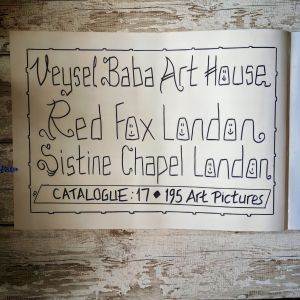 Veysel Baba Art House
Red Fox London
Sistine Chapel London
CATALOGUE: 17 • 195 Art Pictures